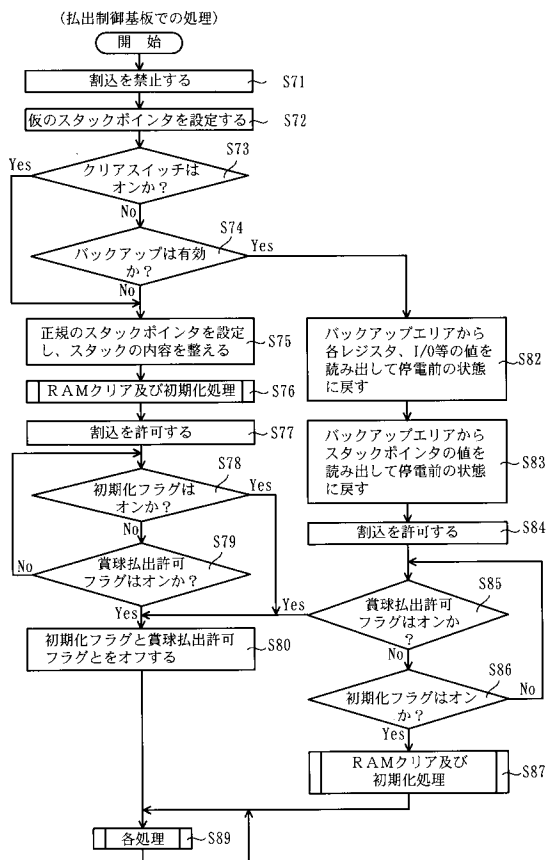 (払出制御基板での処理)
開 始
割込を禁止する
S71
仮のスタックポインタを設定する
S72
S73
Yes
クリアスイッチは
オンか？
No
S74
バックアップは有効
か？
Yes
No
正規のスタックポインタを設定
し、スタックの内容を整える
S75
RAMクリア及び初期化処理
S76
割込を許可する
S77
S78
初期化フラグは
オンか？
Yes
No
S79
No
賞球払出許可
フラグはオンか？
Yes
初期化フラグと賞球払出許可
フラグとをオフする
S80
バックアップエリアから
各レジスタ、I/O等の値を
読み出して停電前の状態
に戻す
S82
バックアップエリアから
スタックポインタの値を
読み出して停電前の状態
に戻す
S83
割込を許可する
S84
S85
Yes
賞球払出許可
フラグはオンか
？
No
S86
初期化フラグはオン
か？
No
Yes
RAMクリア及び
初期化処理
S87
各処理
S89